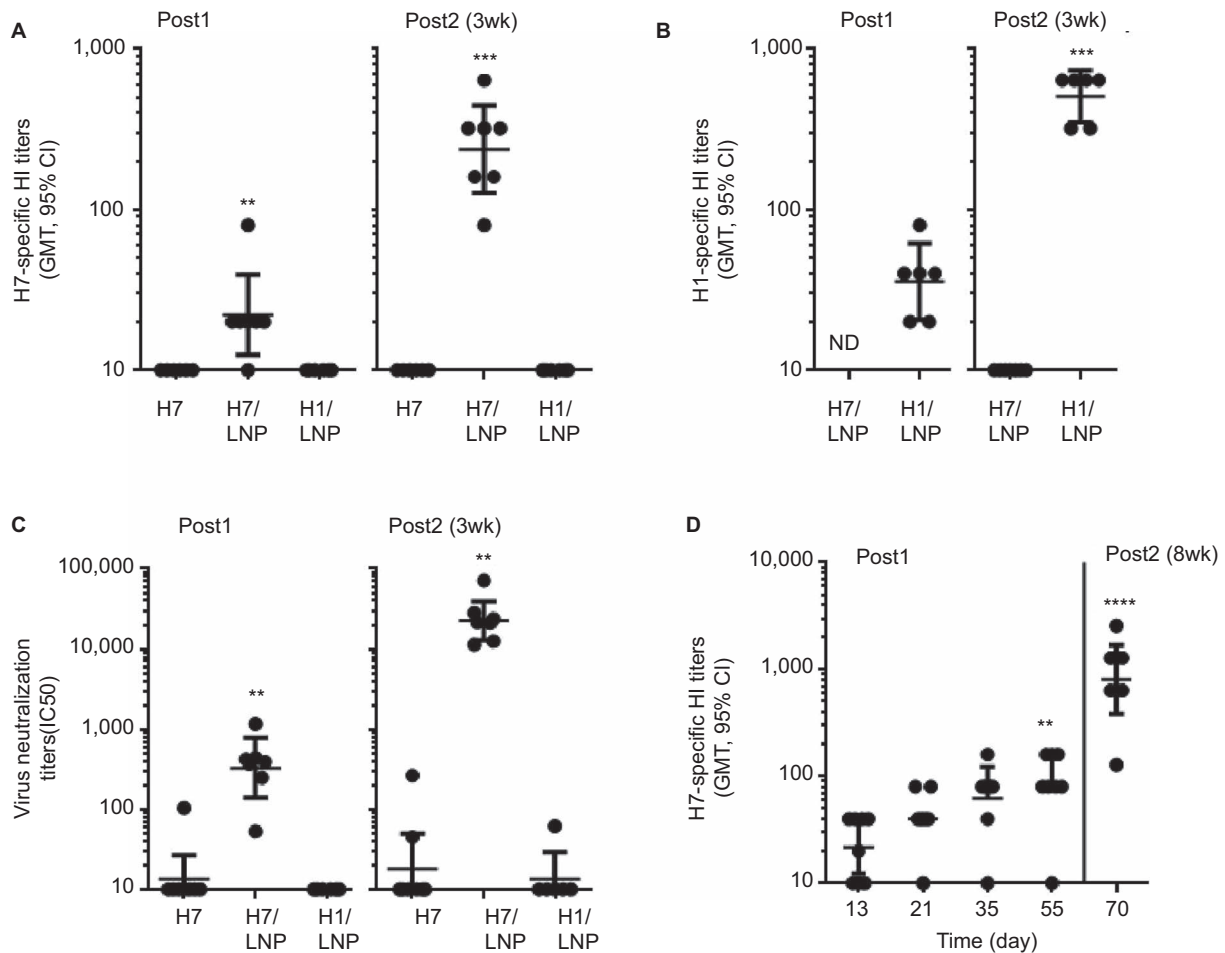 A
Post1
Post2 (3wk)
H7-specific HI titers
(GMT, 95% CI)
1,000
100
10
**
***
H7
H7/
LNP
H1/
LNP
H7
H7/
LNP
H1/
LNP
B
Post1
Post2 (3wk)
H1-specific HI titers
(GMT, 95% CI)
1,000
100
10
***
ND
H7/
LNP
H1/
LNP
H7/
LNP
H1/
LNP
C
Post1
Post2 (3wk)
Virus neutralization
titers(IC50)
100,000
10,000
1,000
100
10
**
**
H7
H7/
LNP
H1/
LNP
H7
H7/
LNP
H1/
LNP
D
Post1
Post2 (8wk)
H7-specific HI titers
(GMT, 95% CI)
10,000
1,000
100
10
**
****
13
21
35
55
70
Time (day)